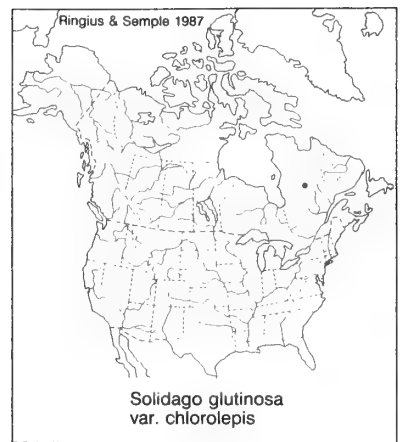 Ringius & Semple 1987
Solidago glutinosa
var. chlorolepis